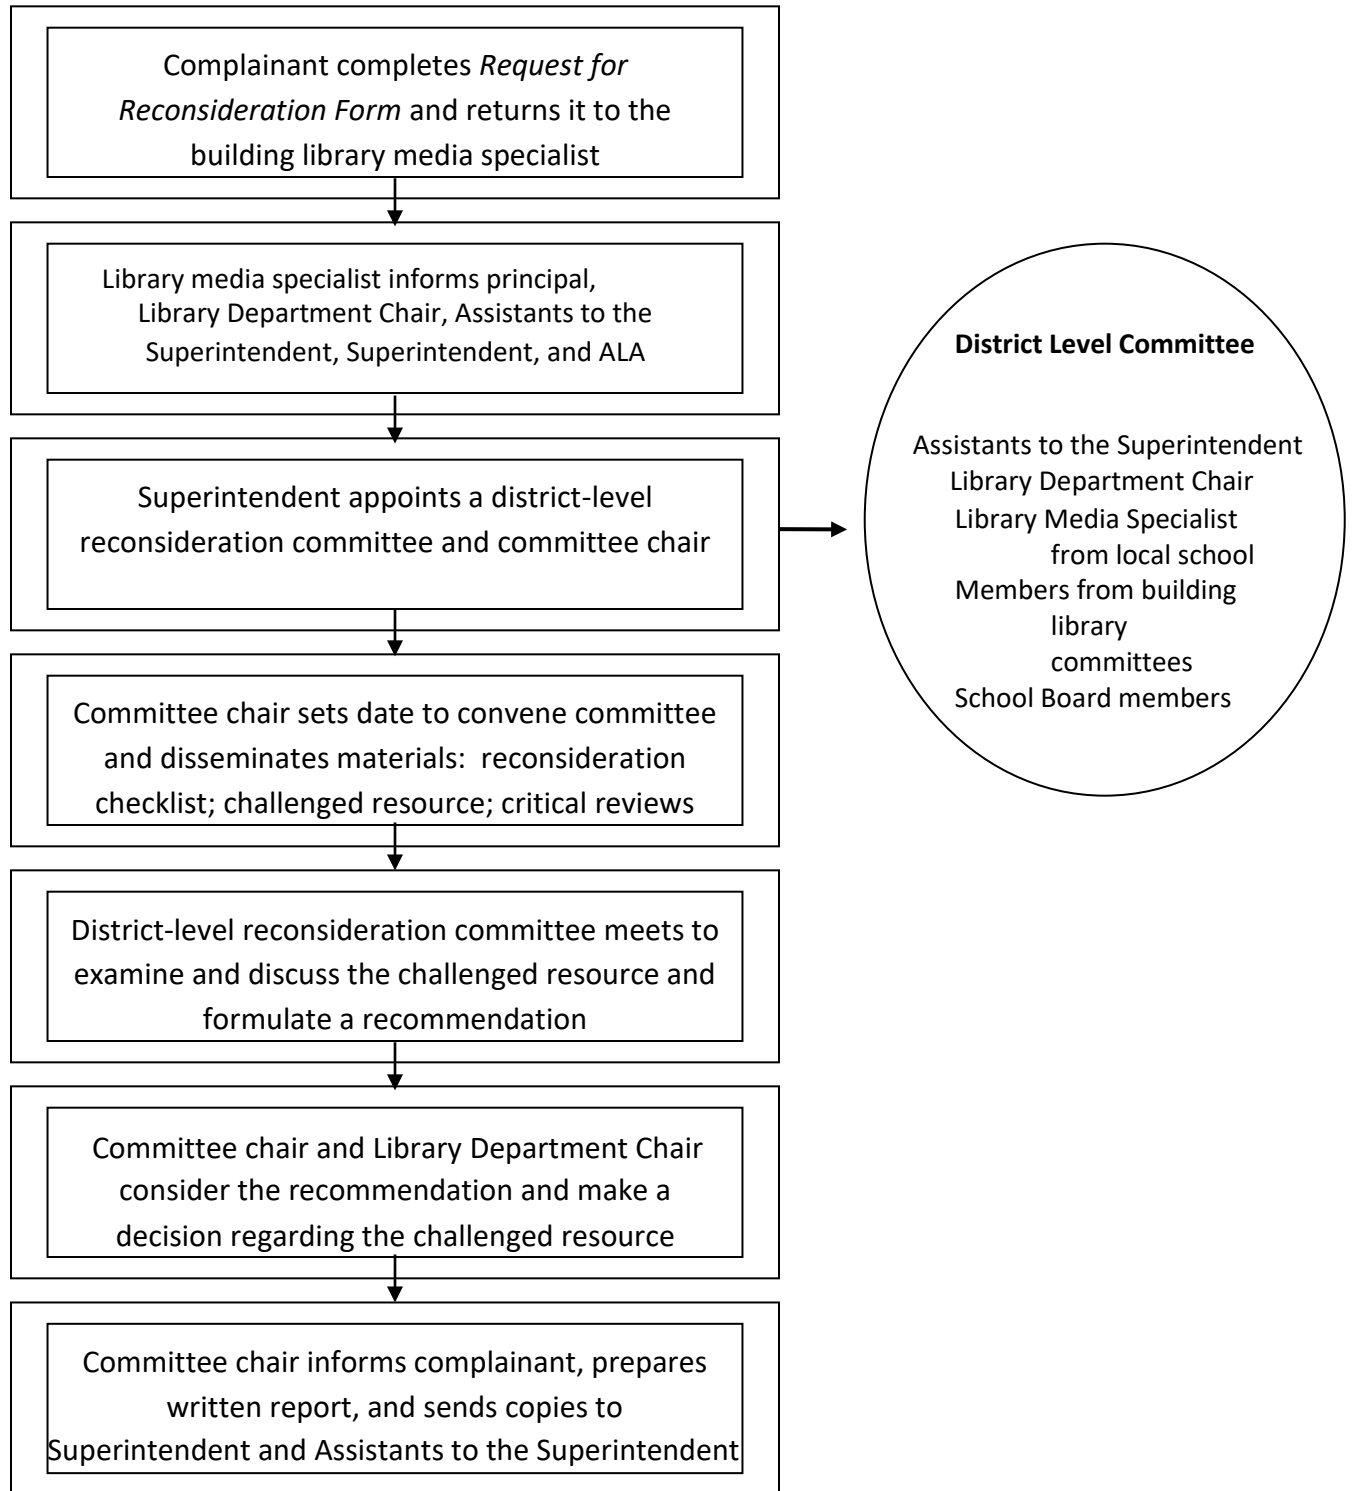 Complainant completes Request for
Reconsideration Form and returns it to the
building library media specialist
Library media specialist informs principal,
Library Department Chair, Assistants to the
Superintendent, Superintendent, and ALA
Superintendent appoints a district-level
reconsideration committee and committee chair
District Level Committee
Assistants to the Superintendent
Library Department Chair
Library Media Specialist
from local school
Members from building
library
committees
School Board members
Committee chair sets date to convene committee
and disseminates materials:  reconsideration
checklist; challenged resource; critical reviews
District-level reconsideration committee meets to
examine and discuss the challenged resource and
formulate a recommendation
Committee chair and Library Department Chair
consider the recommendation and make a
decision regarding the challenged resource
Committee chair informs complainant, prepares
written report, and sends copies to
Superintendent and Assistants to the Superintendent